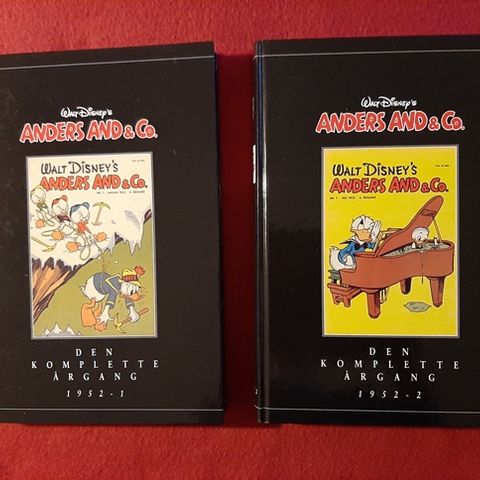 Walt Disney's
ANDERS AND & Co.
WALT DISNEY'S
ANDERS AND & Co.
DEN
KOMPLETTE
ÅRGANG
1952-1
Walt Disney's
ANDERS AND & Co.
WALT DISNEY'S
ANDERS AND & Co.
DEN
KOMPLETTE
ÅRGANG
1952-2